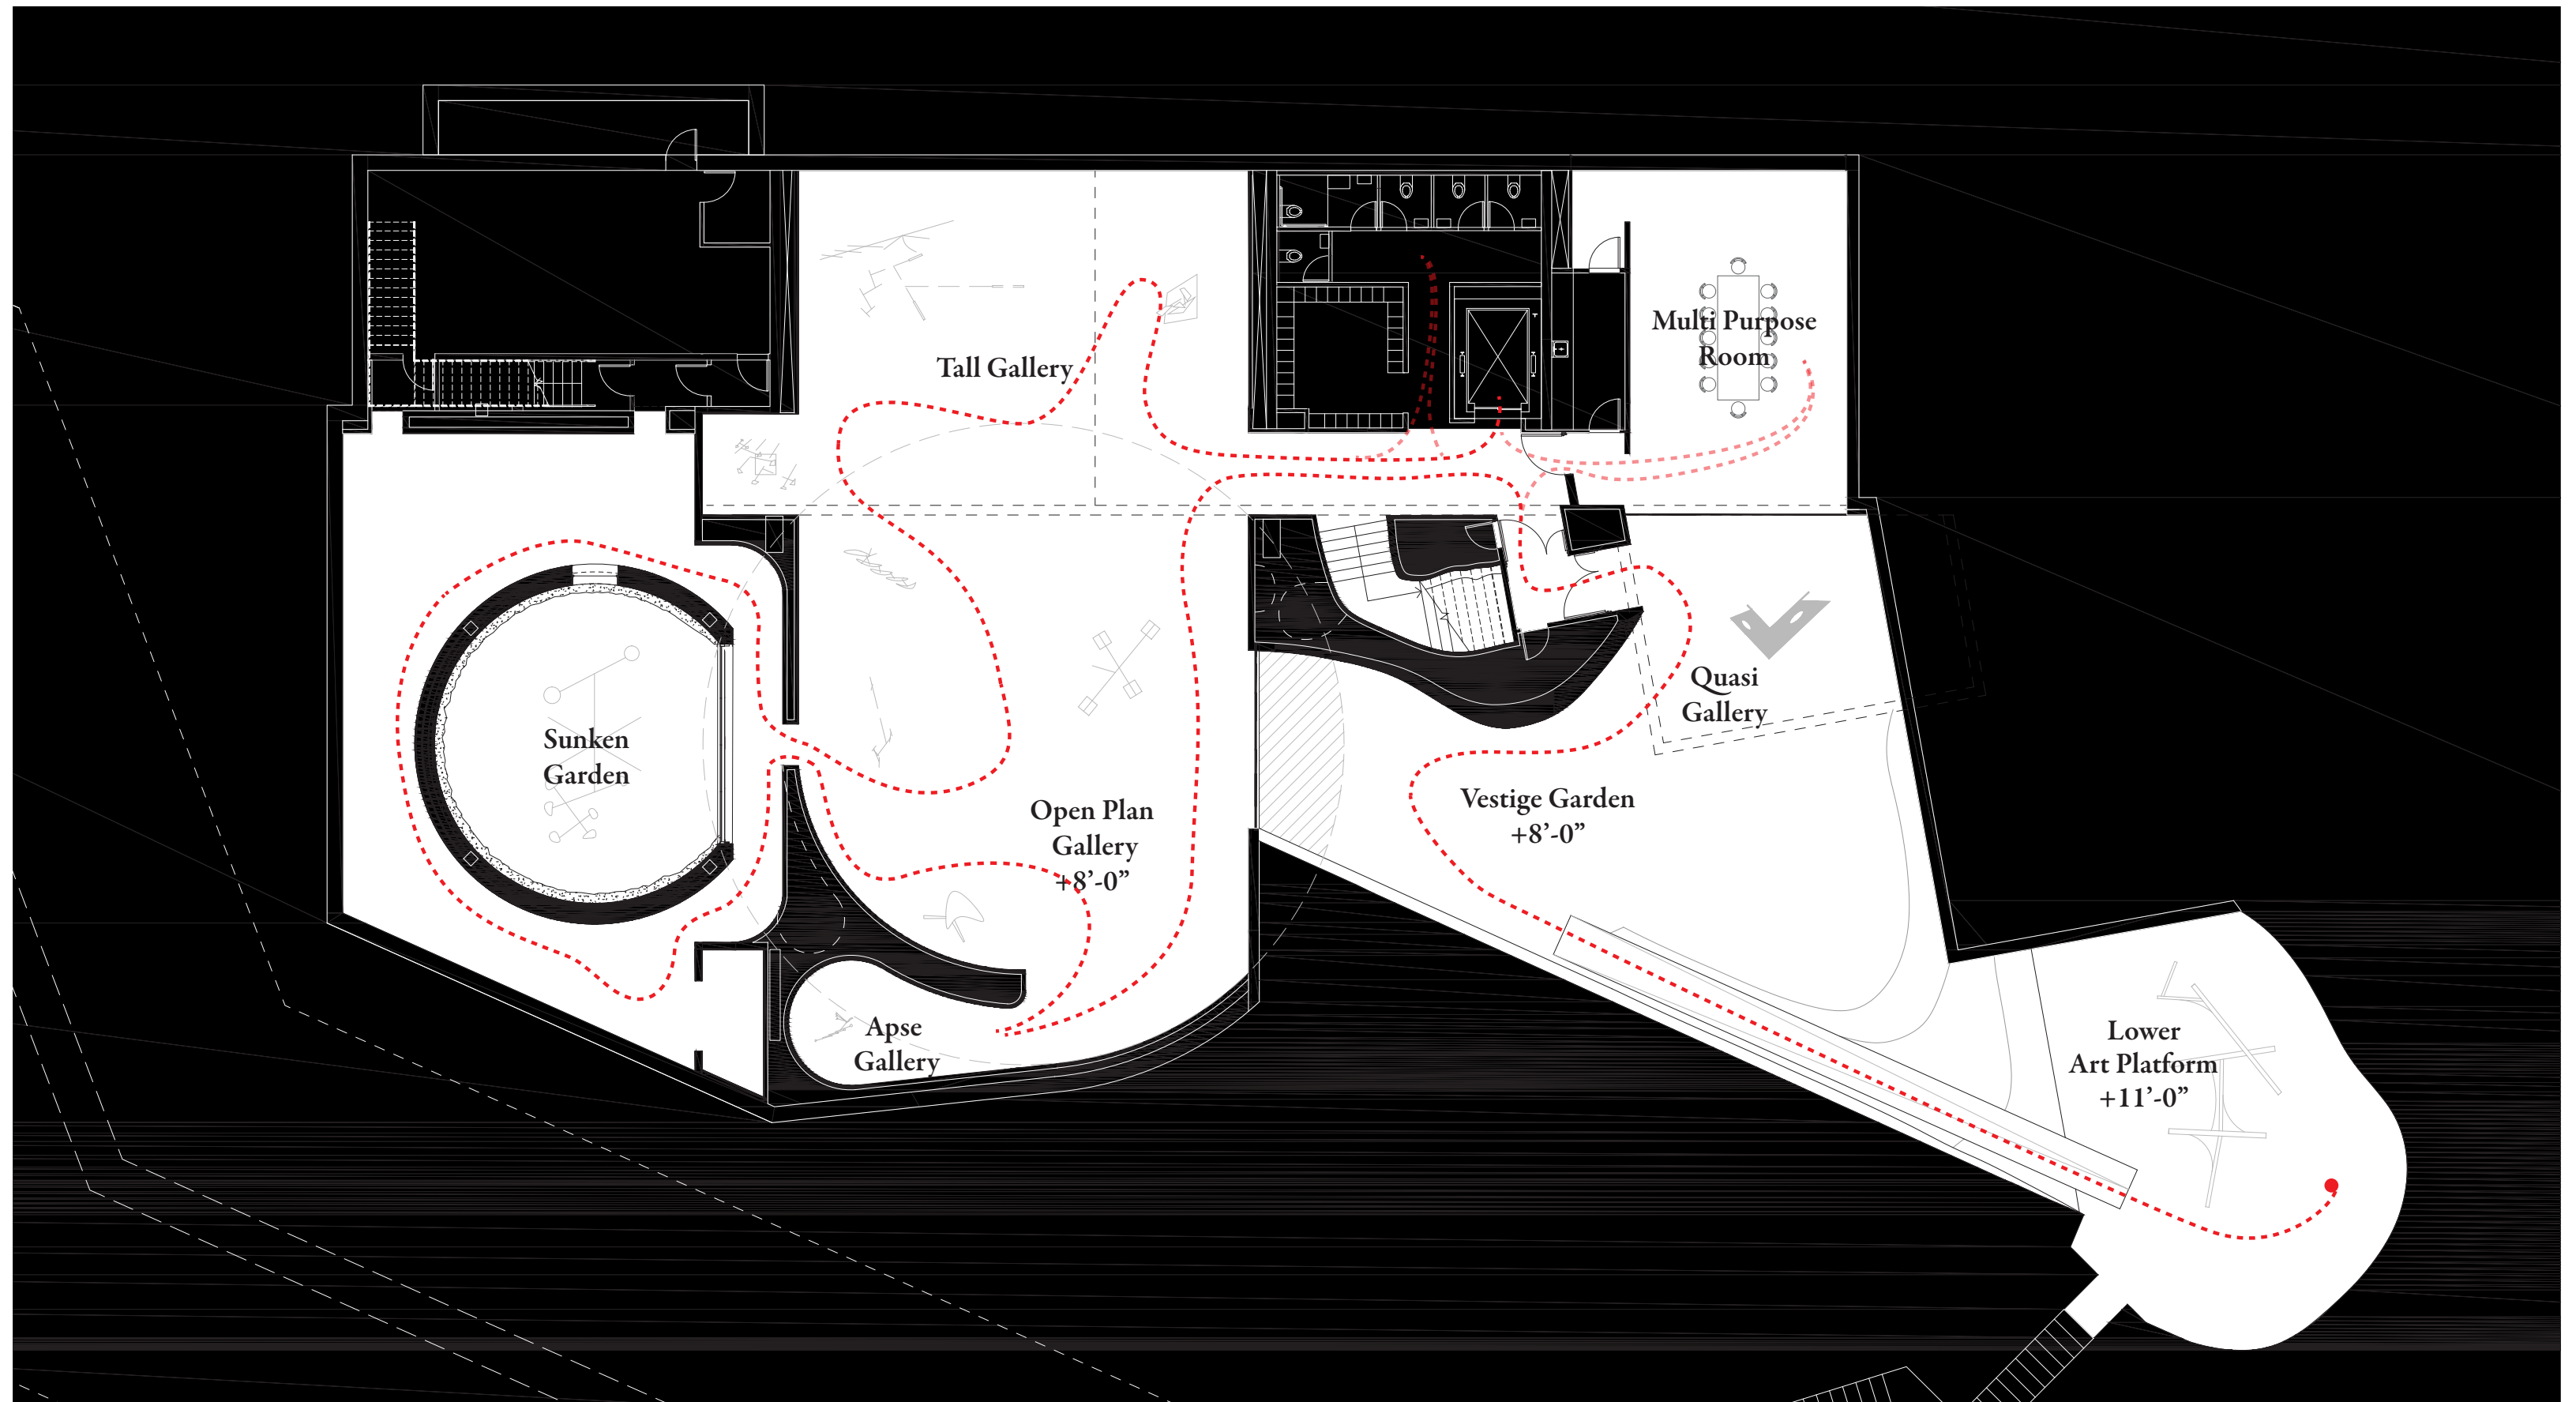 Tall Gallery
Multi Purpose
Room
Sunken
Garden
Quasi
Gallery
Open Plan
Gallery
+8’-0”
Vestige Garden
+8’-0”
Apse
Gallery
Lower
Art Platform
+11’-0”